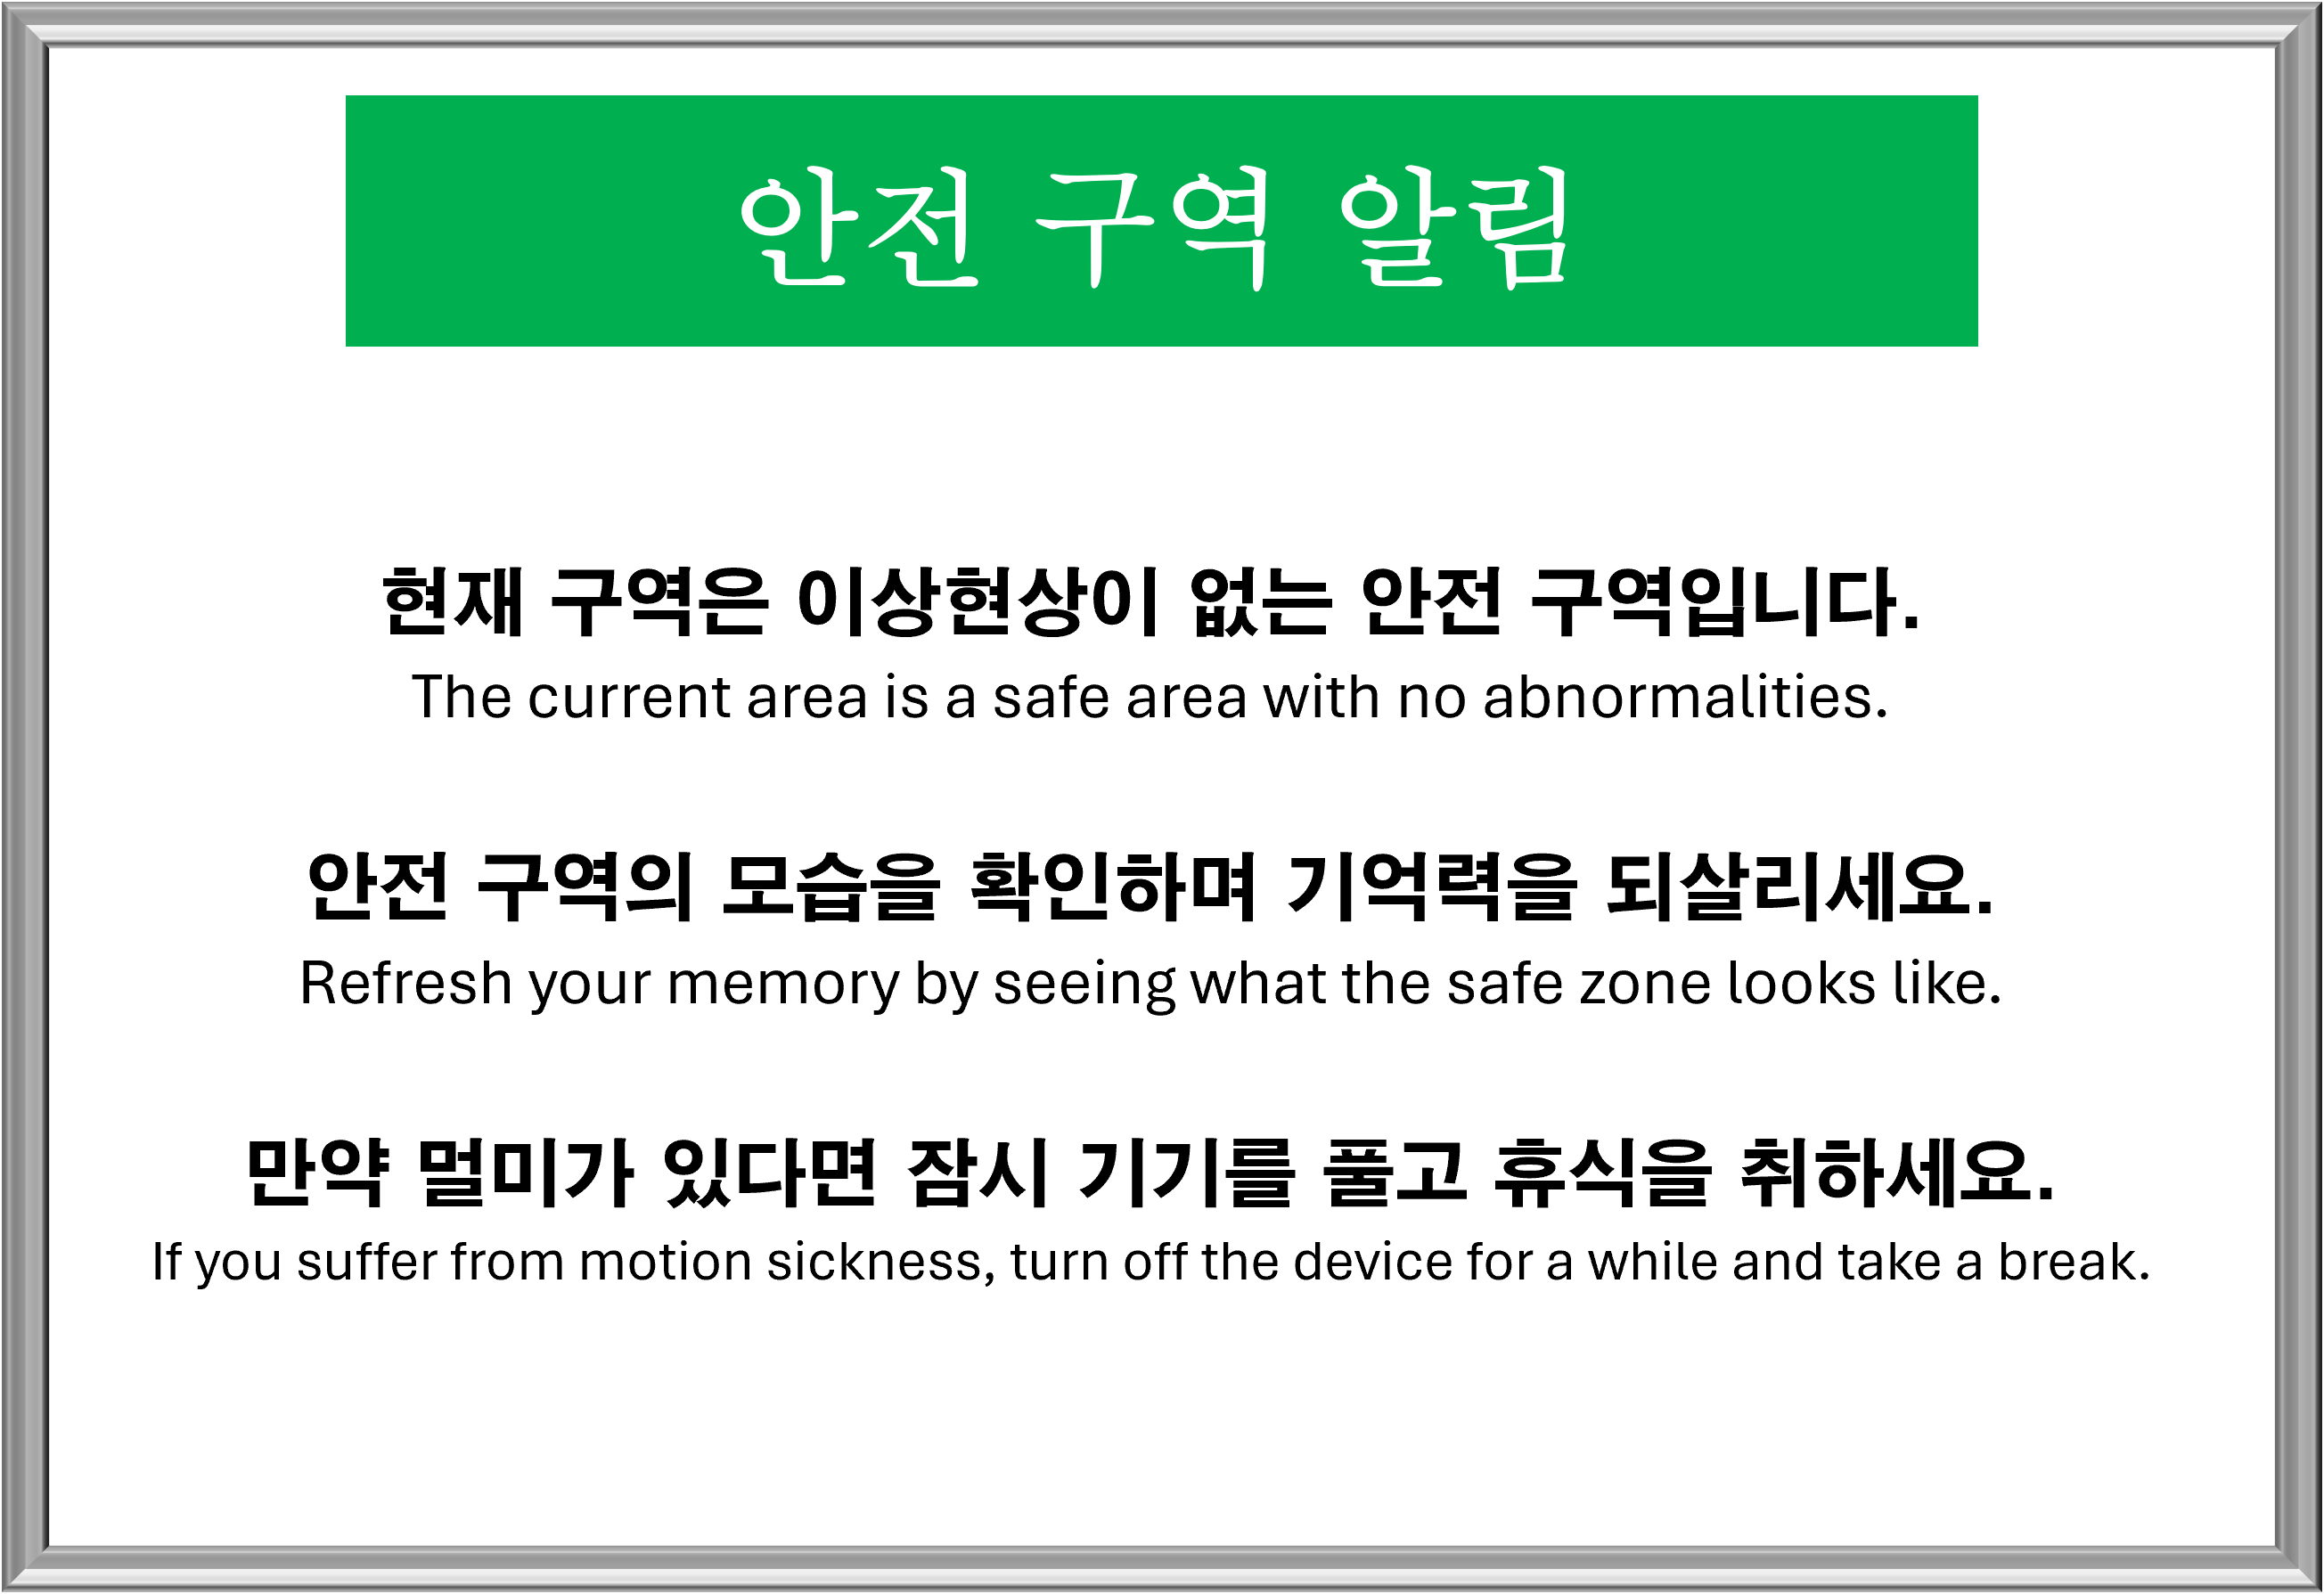 안전 구역 알림
현재 구역은 이상현상이 없는 안전 구역입니다.
The current area is a safe area with no abnormalities.
안전 구역의 모습을 확인하며 기억력을 되살리세요.
Refresh your memory by seeing what the safe zone looks like.
만약 멀미가 있다면 잠시 기기를 풀고 휴식을 취하세요.
If you suffer from motion sickness, turn off the device for a while and take a break.